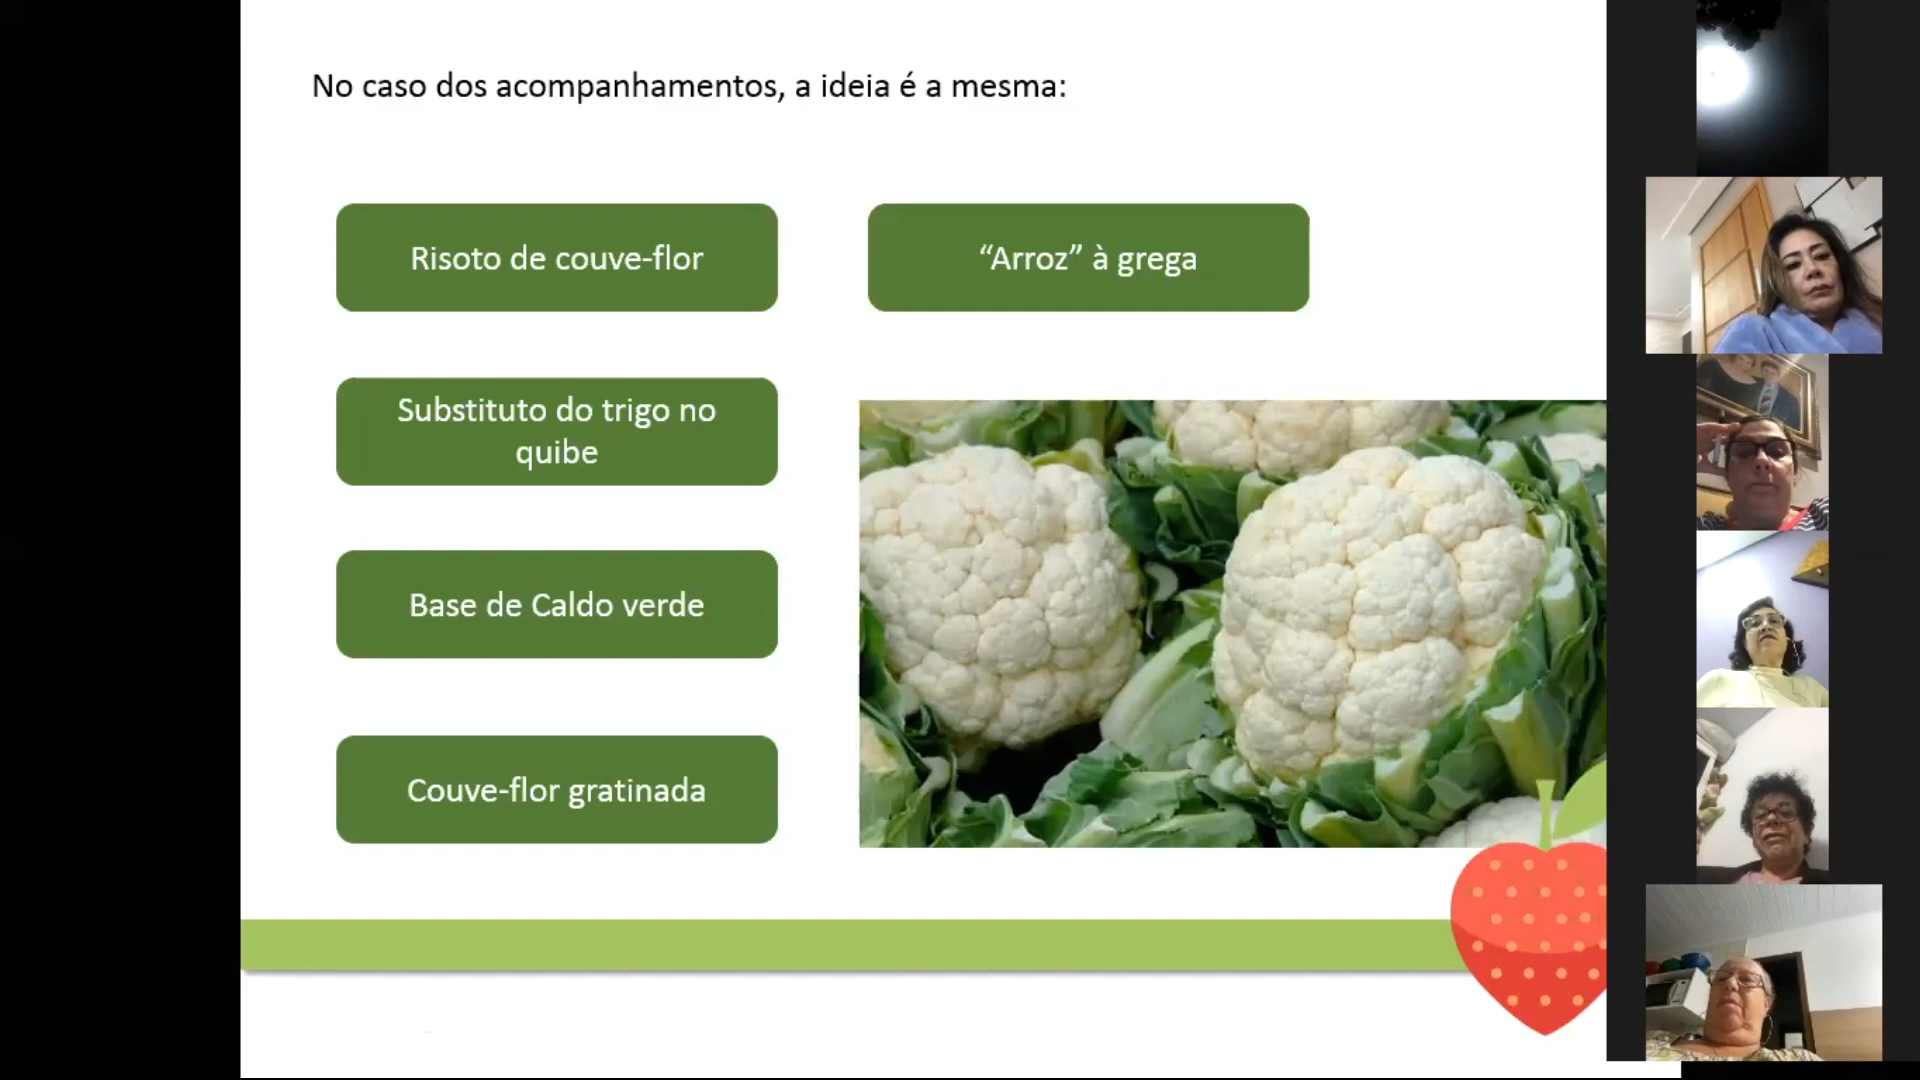 No caso dos acompanhamentos, a ideia é a mesma:
Risoto de couve-flor
“Arroz” à grega
Substituto do trigo no
quibe
Base de Caldo verde
Couve-flor gratinada